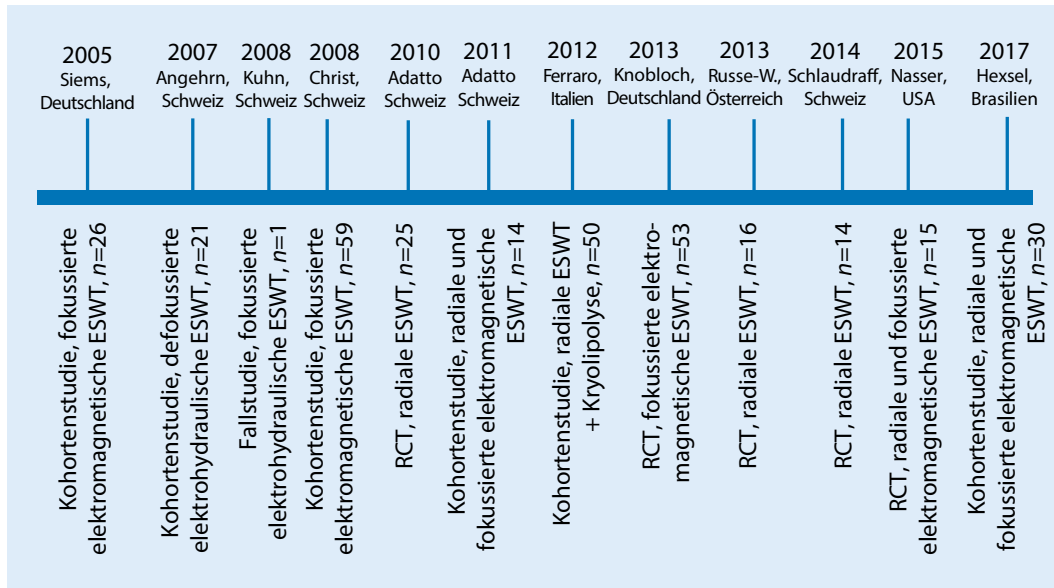 2005
Siems,
Deutschland
2007
Angehrn,
Schweiz
2008
Kuhn,
Schweiz
2008
Christ,
Schweiz
2010
Adatto
Schweiz
2011
Adatto
Schweiz
2012
Ferraro,
Italien
2013
Knobloch,
Deutschland
2013
Russe-W.,
Österreich
2014
Schlaudraff,
Schweiz
2015
Nasser,
USA
2017
Hexsel,
Brasilien
Kohortenstudie, fokussierte
elektromagnetische ESWT, n=26
Kohortenstudie, defokussierte
elektrohydraulische ESWT, n=21
Fallstudie, fokussierte
elektrohydraulische ESWT, n=1
Kohortenstudie, fokussierte
elektromagnetische ESWT, n=59
RCT, radiale ESWT, n=25
Kohortenstudie, radiale und
fokussierte elektromagnetische
ESWT, n=14
Kohortenstudie, radiale ESWT
+ Kryolipolyse, n=50
RCT, fokussierte elektro-
magnetische ESWT, n=53
RCT, radiale ESWT, n=16
RCT, radiale ESWT, n=14
RCT, radiale und fokussierte
elektromagnetische ESWT, n=15
Kohortenstudie, radiale und
fokussierte elektromagnetische
ESWT, n=30